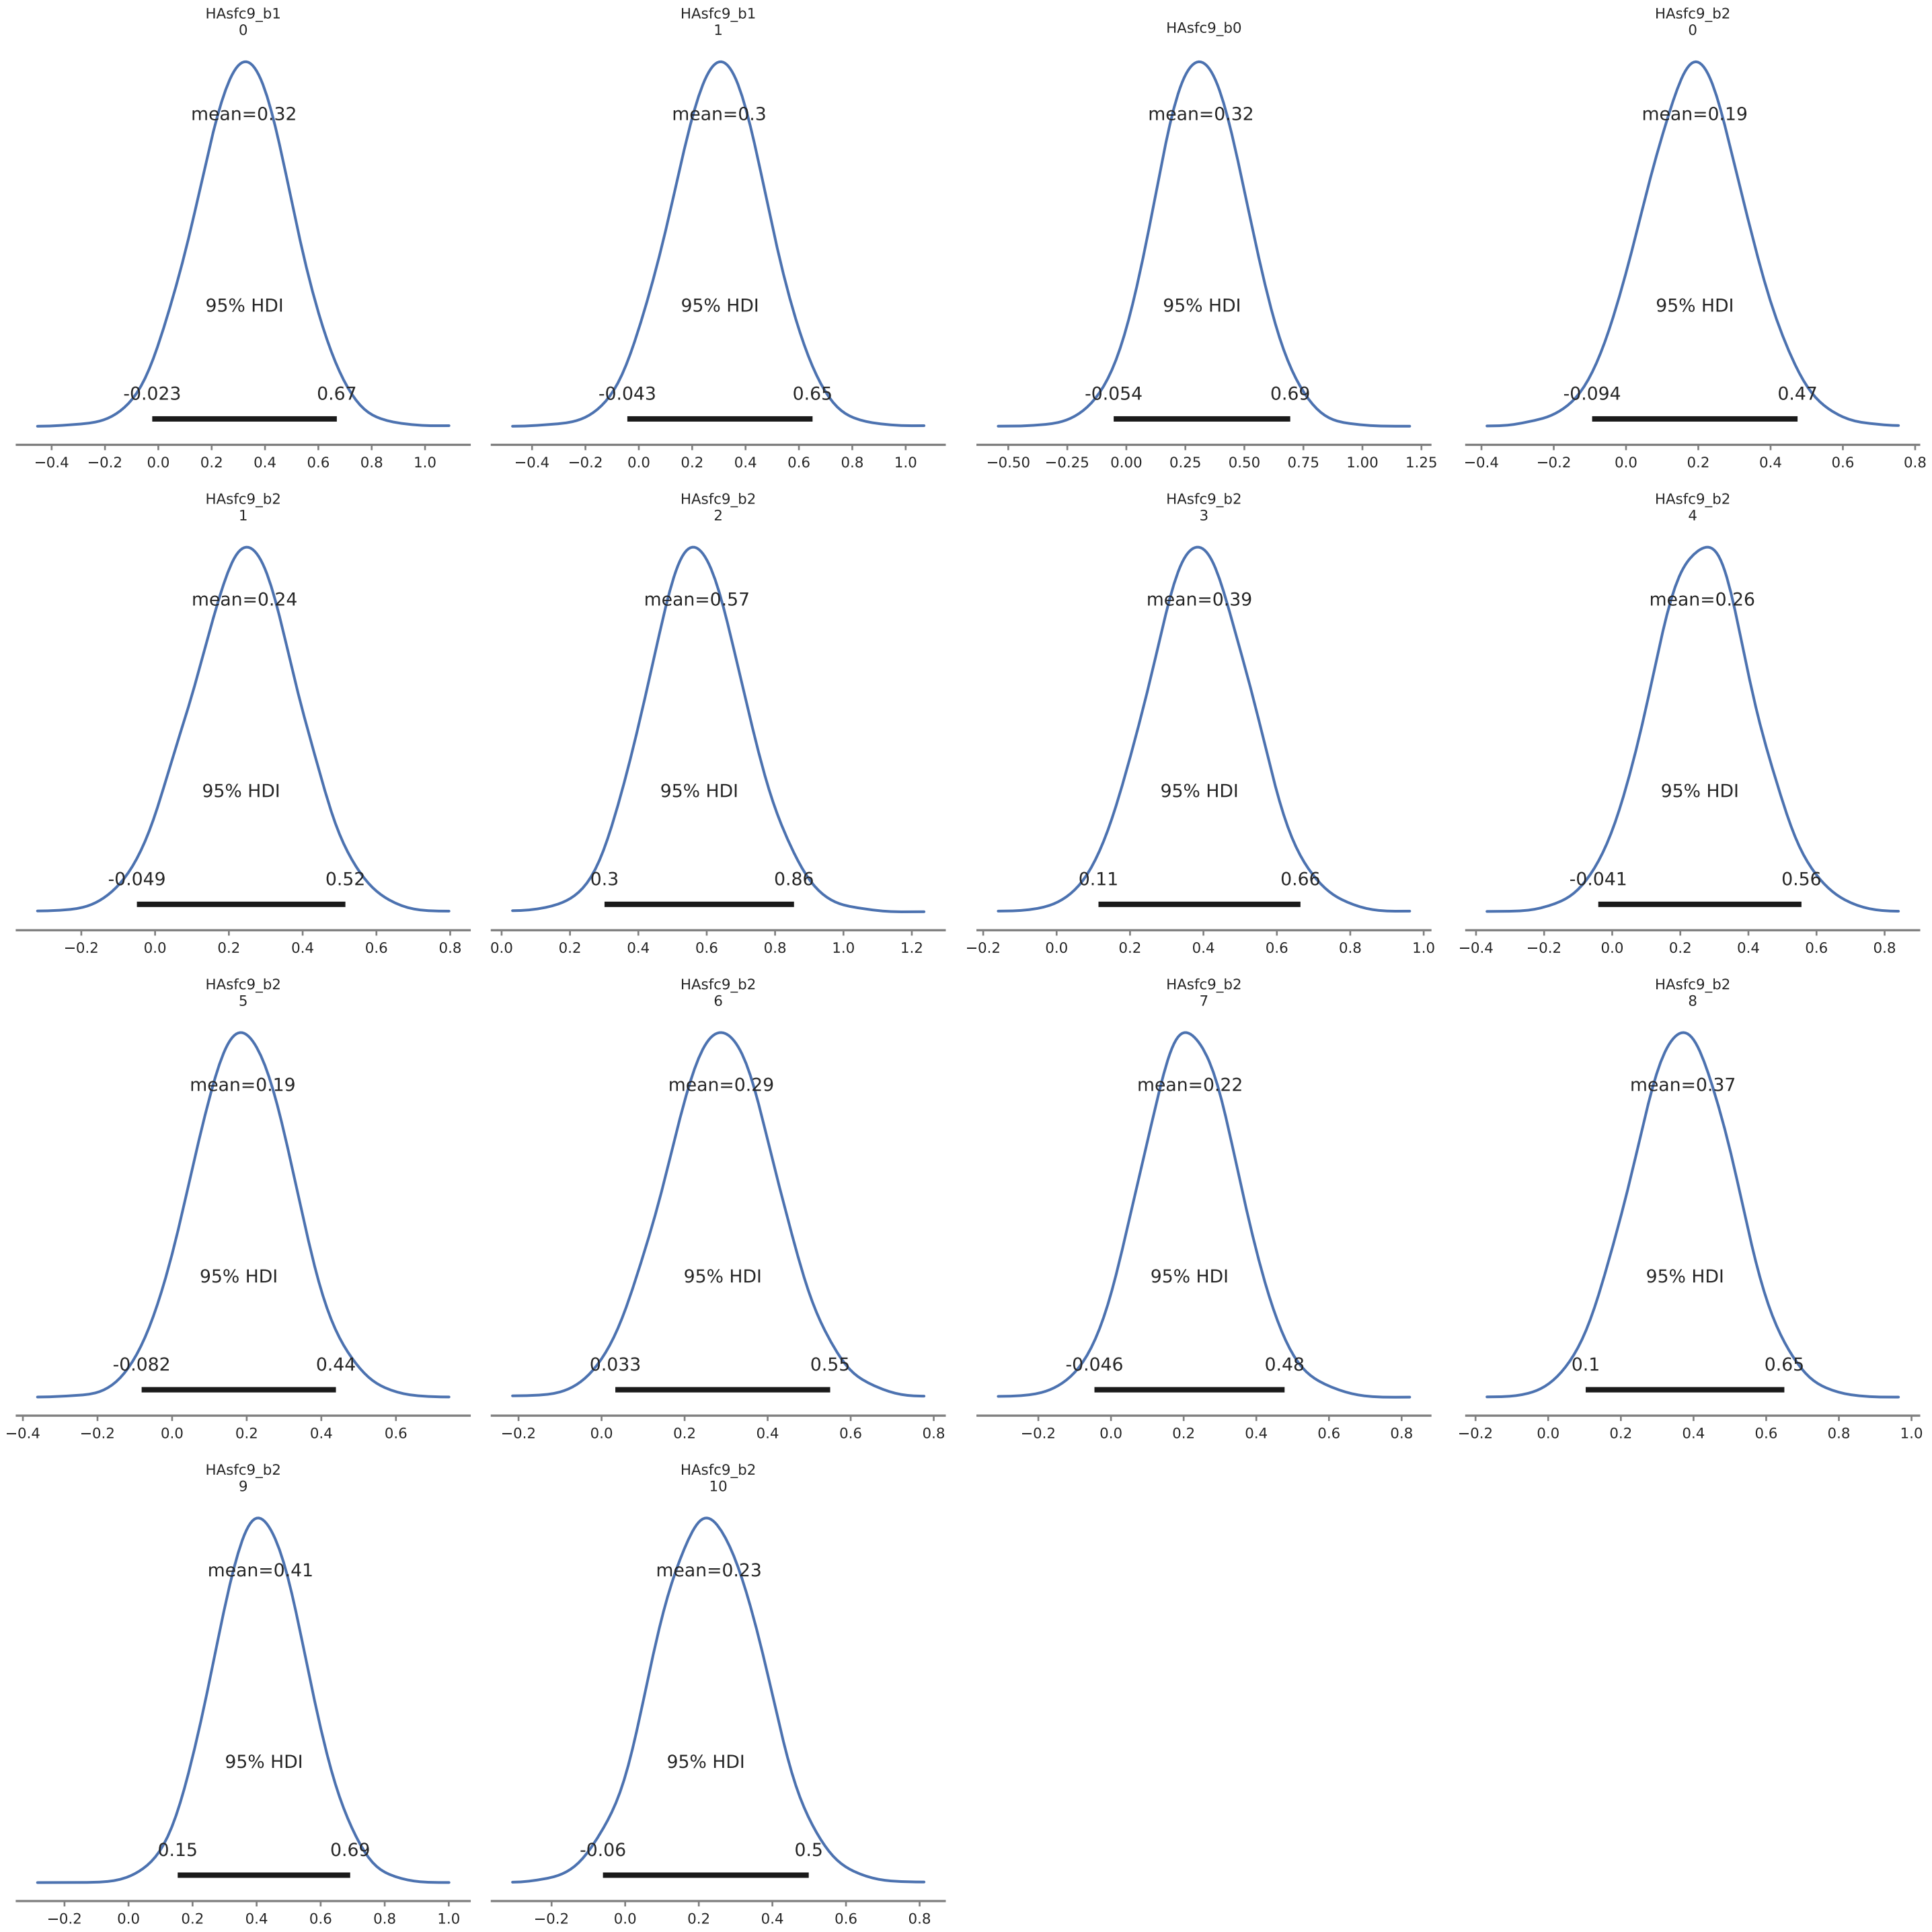 HAsfc9_b1
0
mean=0.32
95% HDI
-0.023 0.67
−0.4 −0.2 0.0 0.2 0.4 0.6 0.8 1.0
HAsfc9_b1
1
mean=0.3
95% HDI
-0.043 0.65
−0.4 −0.2 0.0 0.2 0.4 0.6 0.8 1.0
HAsfc9_b0
mean=0.32
95% HDI
-0.054 0.69
−0.50 −0.25 0.00 0.25 0.50 0.75 1.00 1.25
HAsfc9_b2
0
mean=0.19
95% HDI
-0.094 0.47
−0.4 −0.2 0.0 0.2 0.4 0.6 0.8
HAsfc9_b2
1
mean=0.24
95% HDI
-0.049 0.52
−0.2 0.0 0.2 0.4 0.6 0.8
HAsfc9_b2
2
mean=0.57
95% HDI
0.3 0.86
0.0 0.2 0.4 0.6 0.8 1.0 1.2
HAsfc9_b2
3
mean=0.39
95% HDI
0.11 0.66
−0.2 0.0 0.2 0.4 0.6 0.8 1.0
HAsfc9_b2
4
mean=0.26
95% HDI
-0.041 0.56
−0.4 −0.2 0.0 0.2 0.4 0.6 0.8
HAsfc9_b2
5
mean=0.19
95% HDI
-0.082 0.44
−0.4 −0.2 0.0 0.2 0.4 0.6
HAsfc9_b2
6
mean=0.29
95% HDI
0.033 0.55
−0.2 0.0 0.2 0.4 0.6 0.8
HAsfc9_b2
7
mean=0.22
95% HDI
-0.046 0.48
−0.2 0.0 0.2 0.4 0.6 0.8
HAsfc9_b2
8
mean=0.37
95% HDI
0.1 0.65
−0.2 0.0 0.2 0.4 0.6 0.8 1.0
HAsfc9_b2
9
mean=0.41
95% HDI
0.15 0.69
−0.2 0.0 0.2 0.4 0.6 0.8 1.0
HAsfc9_b2
10
mean=0.23
95% HDI
-0.06 0.5
−0.2 0.0 0.2 0.4 0.6 0.8